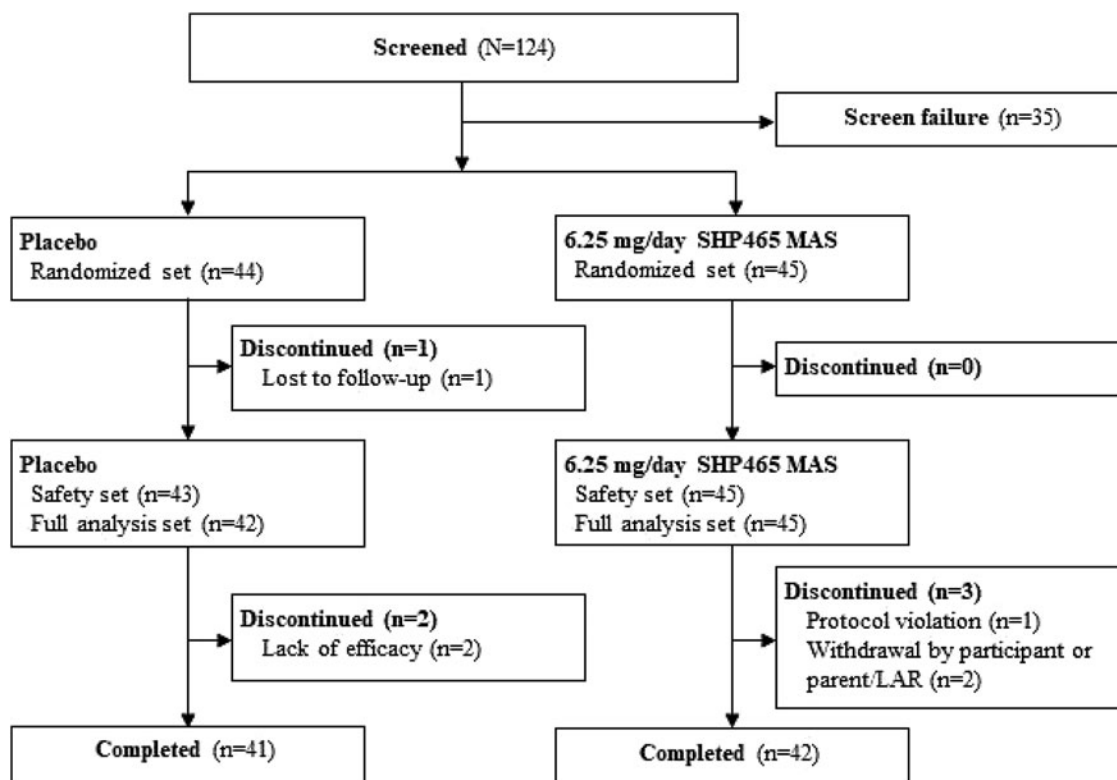 Screened (N=124)
Screen failure (n=35)
Placebo
Randomized set (n=44)
6.25 mg/day SHP465 MAS
Randomized set (n=45)
Discontinued (n=1)
Lost to follow-up (n=1)
Discontinued (n=0)
Placebo
Safety set (n=43)
Full analysis set (n=42)
6.25 mg/day SHP465 MAS
Safety set (n=45)
Full analysis set (n=45)
Discontinued (n=2)
Lack of efficacy (n=2)
Discontinued (n=3)
Protocol violation (n=1)
Withdrawal by participant or
parent/LAR (n=2)
Completed (n=41)
Completed (n=42)